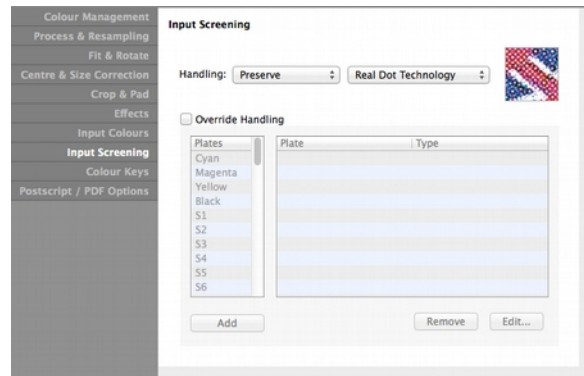 Colour Management
Process & Resampling
Fit & Rotate
Centre & Size Correction
Crop & Pad
Effects
Input Colours
Input Screening
Colour Keys
Postscript / PDF Options
Input Screening
Handling: Preserve Real Dot Technology
Override Handling
Plates Plate Type
Cyan
Magenta
Yellow
Black
S1
S2
S3
S4
S5
S6
Add Remove Edit...